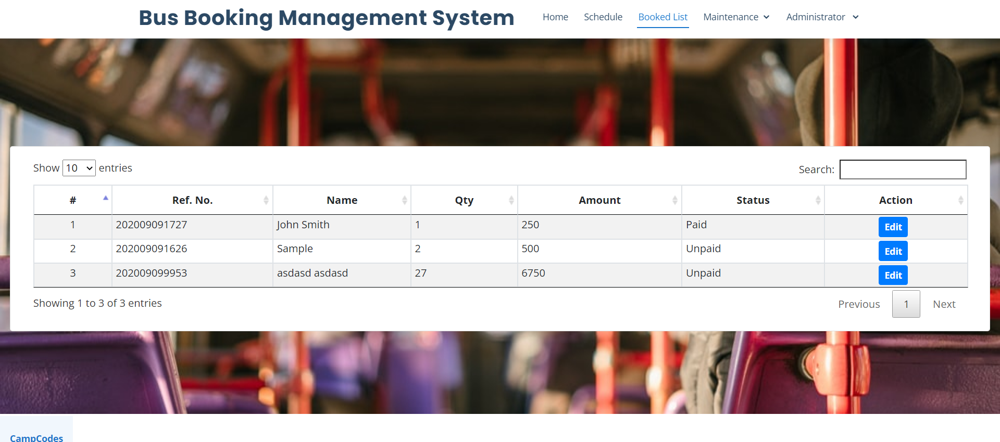 Bus Booking Management System Home Schedule Booked List Maintenance Administrator
Show 10 entries Search:
# Ref. No. Name Qty Amount Status Action
1 202009091727 John Smith 1 250 Paid Edit
2 202009091626 Sample 2 500 Unpaid Edit
3 202009099953 asdasd asdasd 27 6750 Unpaid Edit
Showing 1 to 3 of 3 entries Previous 1 Next
CampCodes